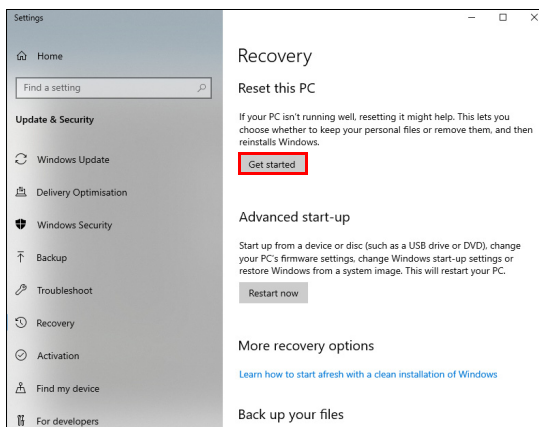 Settings
Home
Find a setting
Update & Security
Windows Update
Delivery Optimisation
Windows Security
Backup
Troubleshoot
Recovery
Activation
Find my device
For developers
Recovery
Reset this PC
If your PC isn't running well, resetting it might help. This lets you
choose whether to keep your personal files or remove them, and then
reinstalls Windows.
Get started
Advanced start-up
Start up from a device or disc (such as a USB drive or DVD), change
your PC's firmware settings, change Windows start-up settings or
restore Windows from a system image. This will restart your PC.
Restart now
More recovery options
Learn how to start afresh with a clean installation of Windows
Back up your files